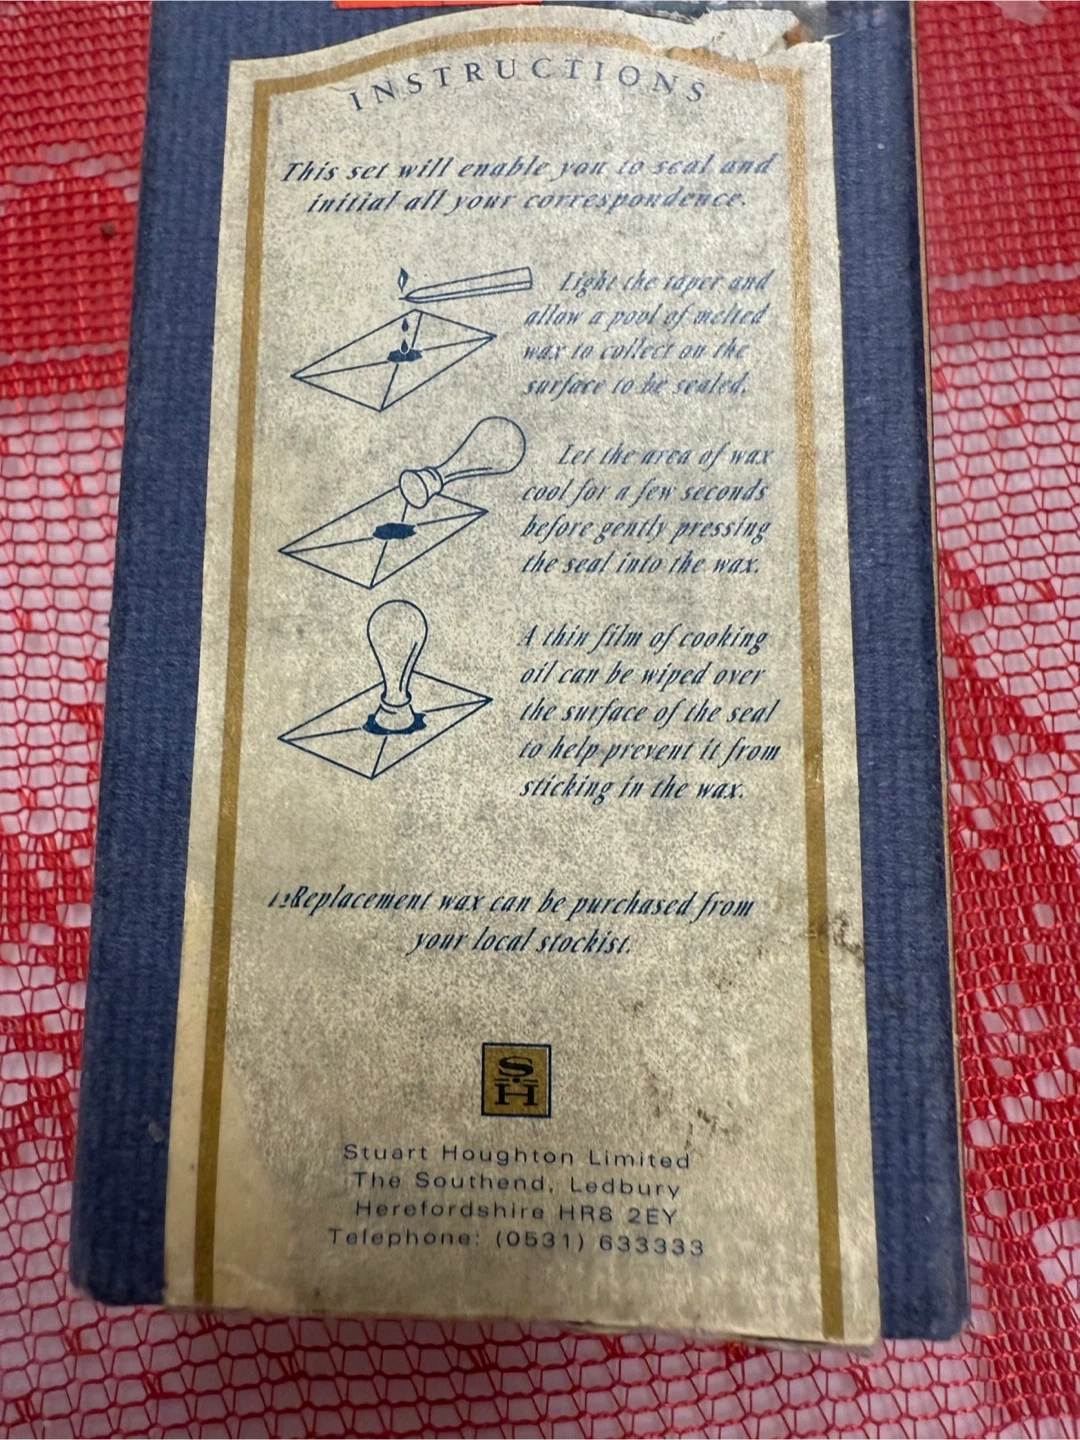 INSTRUCTIONS
This set will enable you to seal and
initial all your correspondence.
Light the taper and
allow a pool of melted
wax to collect on the
surface to be sealed.
Let the area of wax
cool for a few seconds
before gently pressing
the seal into the wax.
A thin film of cooking
oil can be wiped over
the surface of the seal
to help prevent it from
sticking in the wax.
Replacement wax can be purchased from
your local stockist.
S
H
Stuart Houghton Limited
The Southend, Ledbury
Herefordshire HR8 2EY
Telephone: (0531) 633333